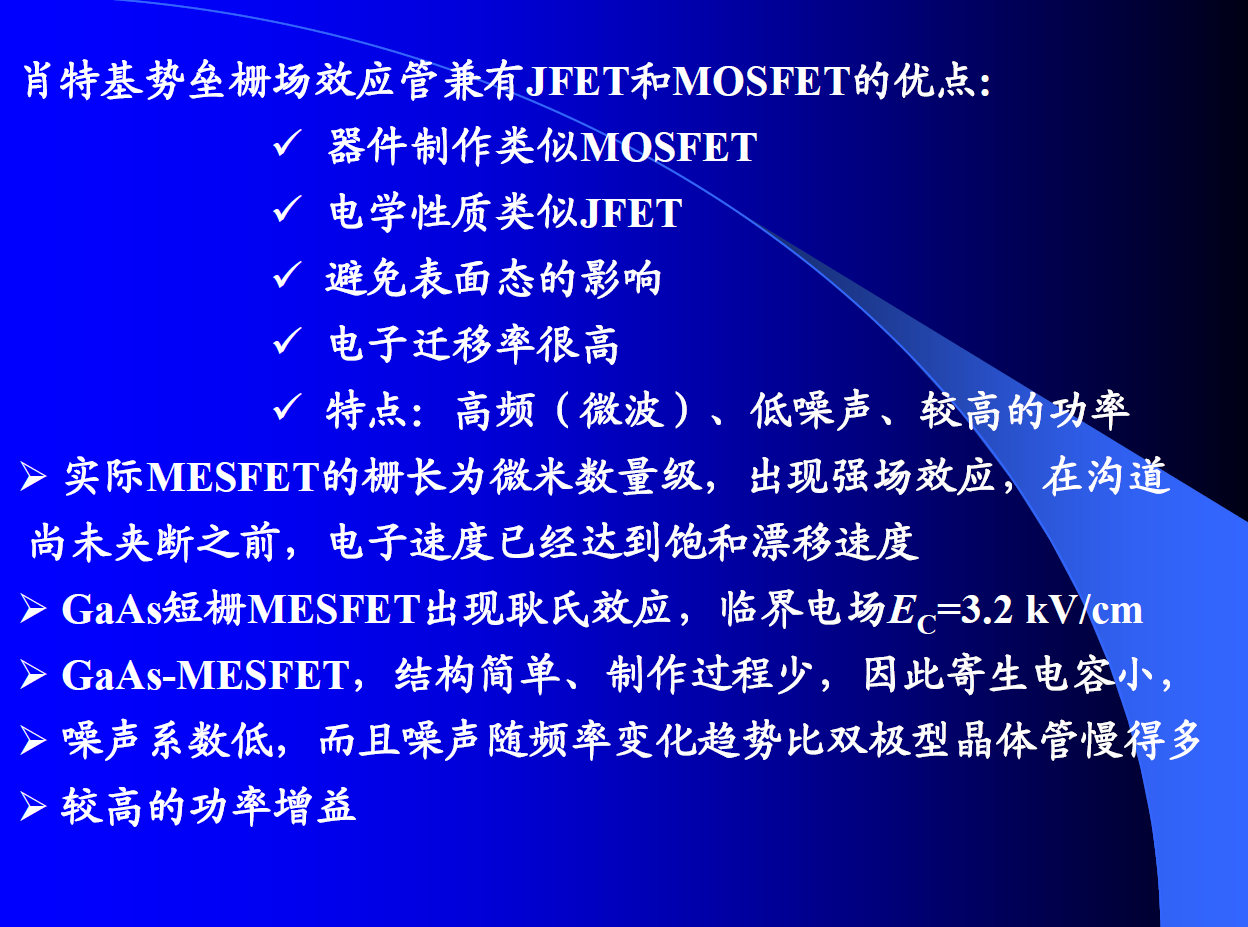 肖特基势垒栅场效应管兼有JFET和MOSFET的优点:
✓ 器件制作类似MOSFET
✓ 电学性质类似JFET
✓ 避免表面态的影响
✓ 电子迁移率很高
✓ 特点：高频（微波）、低噪声、较高的功率
➢ 实际MESFET的栅长为微米数量级，出现强场效应，在沟道
尚未夹断之前，电子速度已经达到饱和漂移速度
➢ GaAs短栅MESFET出现耿氏效应，临界电场EC=3.2 kV/cm
➢ GaAs-MESFET，结构简单、制作过程少，因此寄生电容小，
➢ 噪声系数低，而且噪声随频率变化趋势比双极型晶体管慢得多
➢ 较高的功率增益